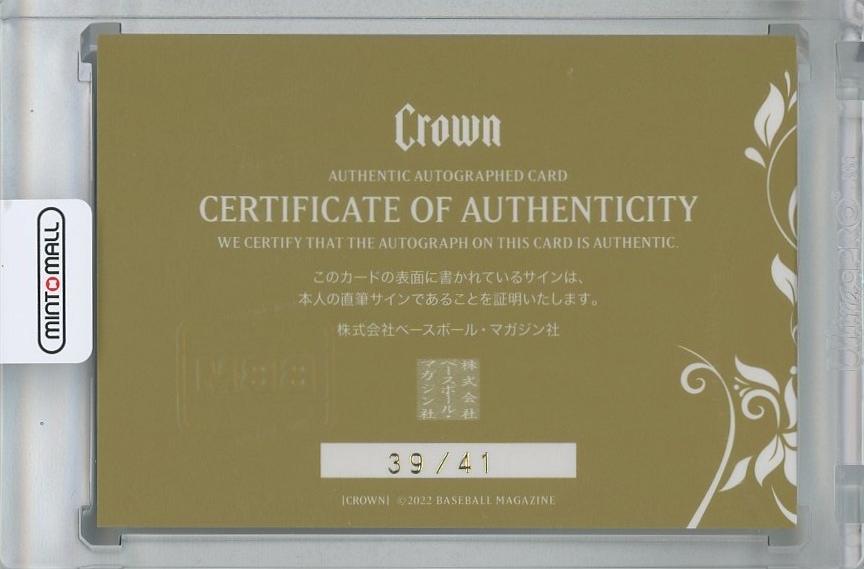 Crown
AUTHENTIC AUTOGRAPHED CARD
CERTIFICATE OF AUTHENTICITY
WE CERTIFY THAT THE AUTOGRAPH ON THIS CARD IS AUTHENTIC.
このカードの表面に書かれているサインは、
本人の直筆サインであることを証明いたします。
株式会社ベースボール・マガジン社
株式会社
ベースボール・
マガジン社
39/41
[CROWN] ©2022 BASEBALL MAGAZINE
MINTOMALL
BBM